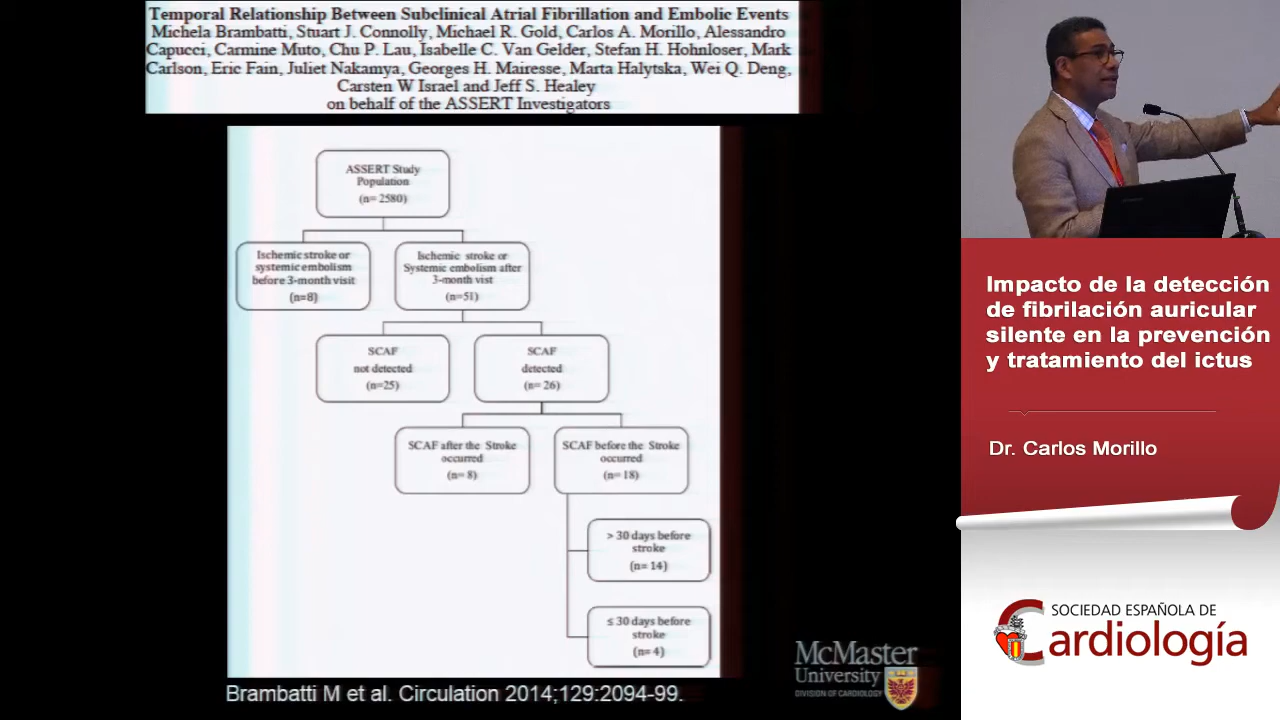 Temporal Relationship Between Subclinical Atrial Fibrillation and Embolic Events
Michela Brambatti, Stuart J. Connolly, Michael R. Gold, Carlos A. Morillo, Alessandro
Capucci, Carmine Muto, Chu P. Lau, Isabelle C. Van Gelder, Stefan H. Hohnloser, Mark
Carlson, Eric Fain, Juliet Nakamya, Georges H. Mairesse, Marta Halytska, Wei Q. Deng,
Carsten W Israel and Jeff S. Healey
on behalf of the ASSERT Investigators
ASSERT Study
Population
(n= 2580)
Ischemic stroke or
systemic embolism
before 3-month visit
(n=8)
Ischemic stroke or
Systemic embolism after
3-month vist
(n=51)
SCAF
not detected
(n=25)
SCAF
detected
(n= 26)
SCAF after the Stroke
occurred
(n= 8)
SCAF before the Stroke
occurred
(n= 18)
> 30 days before
stroke
(n= 14)
≤ 30 days before
stroke
(n= 4)
Brambatti M et al. Circulation 2014;129:2094-99.
McMaster
University
DIVISION OF CARDIOLOGY
Impacto de la detección
de fibrilación auricular
silente en la prevención
y tratamiento del ictus
Dr. Carlos Morillo
SOCIEDAD ESPAÑOLA DE
Cardiología